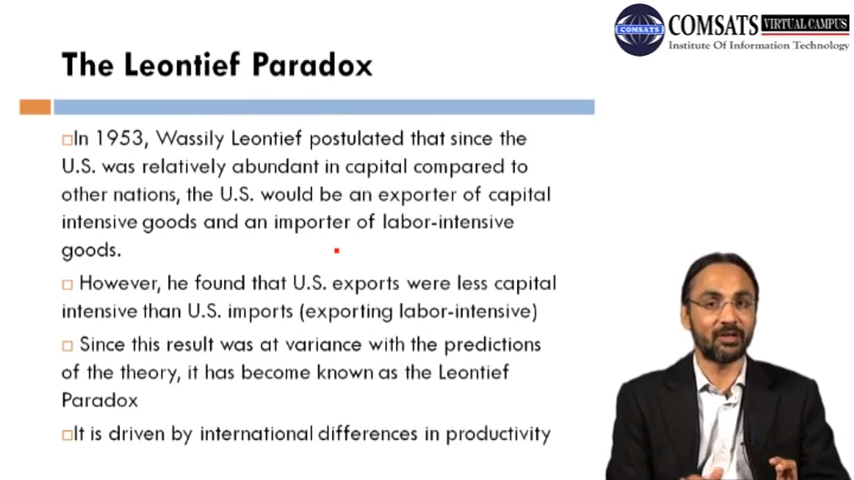 COMSATS VIRTUAL CAMPUS
COMSATS
Institute Of Information Technology
The Leontief Paradox
In 1953, Wassily Leontief postulated that since the
U.S. was relatively abundant in capital compared to
other nations, the U.S. would be an exporter of capital
intensive goods and an importer of labor-intensive
goods.
However, he found that U.S. exports were less capital
intensive than U.S. imports (exporting labor-intensive)
Since this result was at variance with the predictions
of the theory, it has become known as the Leontief
Paradox
It is driven by international differences in productivity